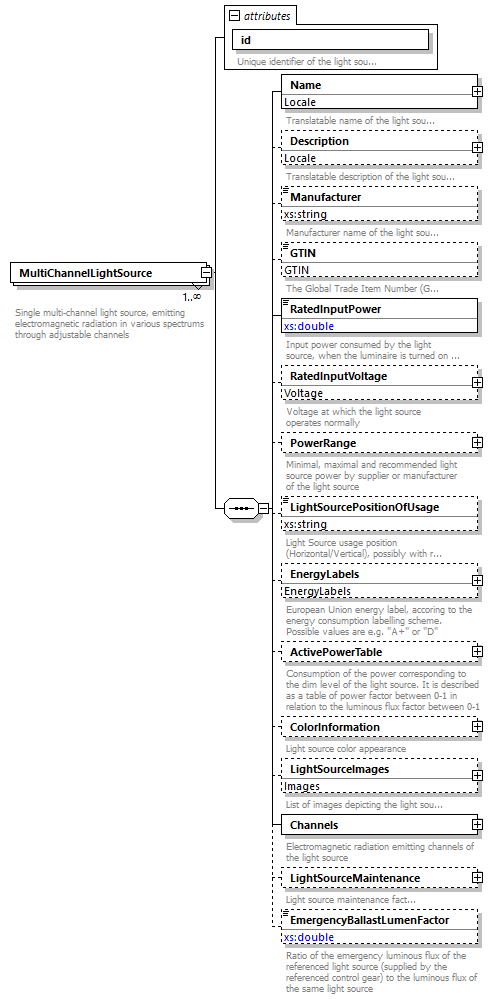 attributes
id
Unique identifier of the light sou...
Name
Locale
Translatable name of the light sou...
Description
Locale
Translatable description of the light sou...
Manufacturer
xs:string
Manufacturer name of the light sou...
GTIN
GTIN
The Global Trade Item Number (G...
MultiChannelLightSource
1..∞
Single multi-channel light source, emitting
electromagnetic radiation in various spectrums
through adjustable channels
RatedInputPower
xs:double
Input power consumed by the light
source, when the luminaire is turned on ...
RatedInputVoltage
Voltage
Voltage at which the light source
operates normally
PowerRange
Minimal, maximal and recommended light
source power by supplier or manufacturer
of the light source
LightSourcePositionOfUsage
xs:string
Light Source usage position
(Horizontal/Vertical), possibly with r...
EnergyLabels
EnergyLabels
European Union energy label, accoring to the
energy consumption labelling scheme.
Possible values are e.g. "A+" or "D"
ActivePowerTable
Consumption of the power corresponding to
the dim level of the light source. It is described
as a table of power factor between 0-1 in
relation to the luminous flux factor between 0-1
ColorInformation
Light source color appearance
LightSourceImages
Images
List of images depicting the light sou...
Channels
Electromagnetic radiation emitting channels of
the light source
LightSourceMaintenance
Light source maintenance fact...
EmergencyBallastLumenFactor
xs:double
Ratio of the emergency luminous flux of the
referenced light source (supplied by the
referenced control gear) to the luminous flux of
the same light source